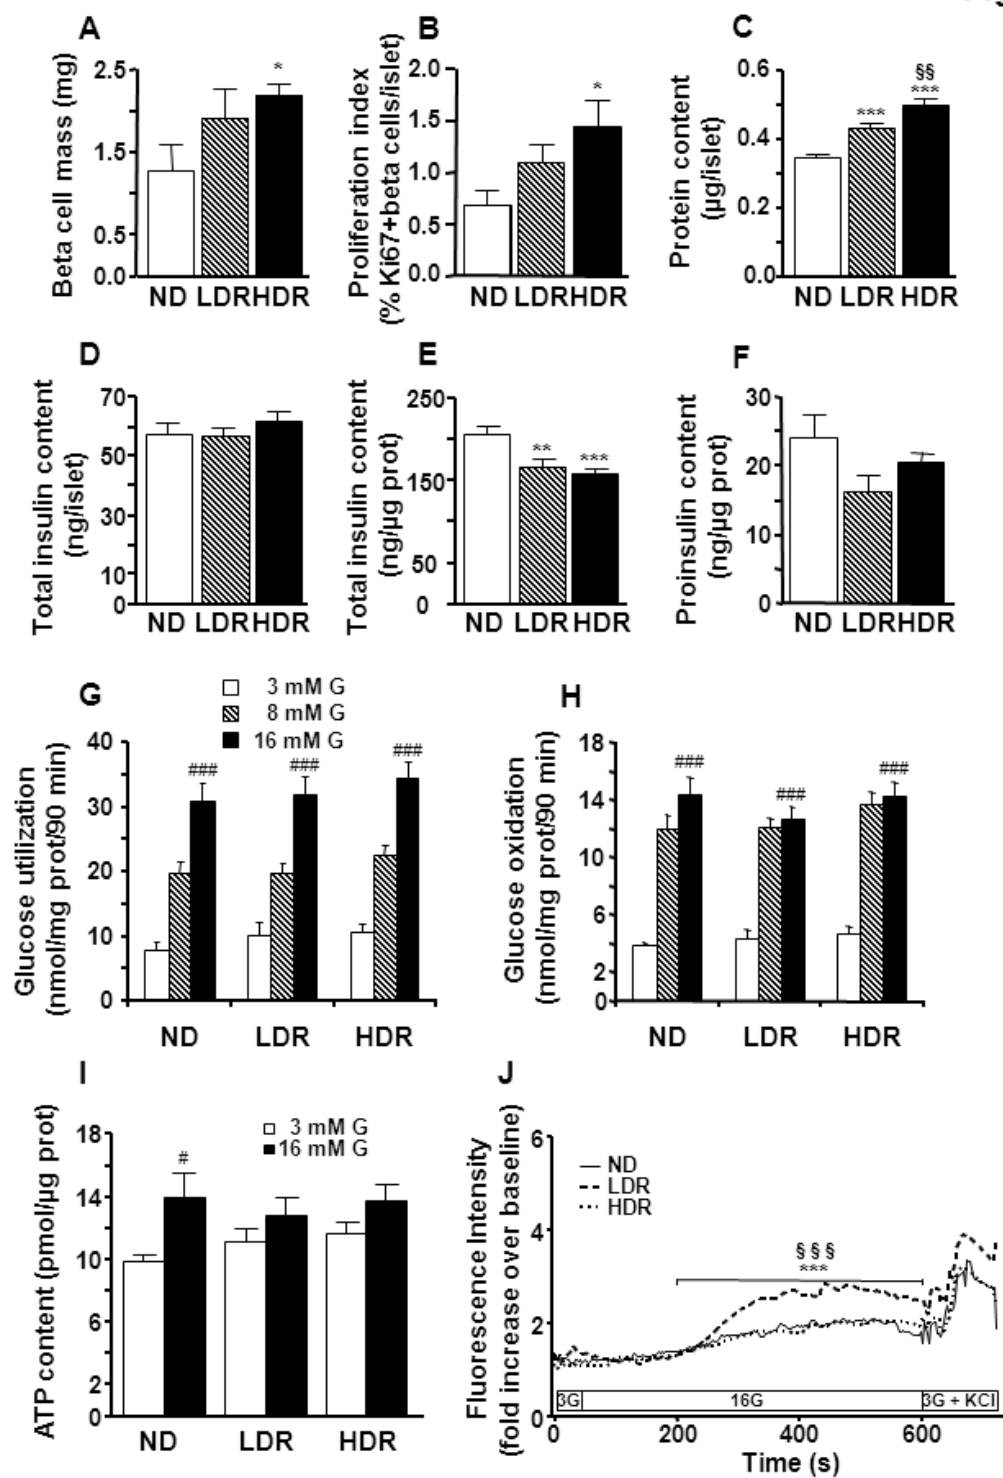 A
Beta cell mass (mg)
2.5
1.5
0.5
0.0
*
ND LDR HDR
B
Proliferation index
(% Ki67+beta cells/islet)
2.0
1.5
1.0
0.5
0.0
*
ND LDR HDR
C
Protein content
(µg/islet)
0.6
0.4
0.2
0.0
***
§§
***
ND LDR HDR
D
Total insulin content
(ng/islet)
70
50
30
10
0
ND LDR HDR
E
Total insulin content
(ng/µg prot)
250
150
50
0
**
***
ND LDR HDR
F
Proinsulin content
(ng/µg prot)
30
20
10
0
ND LDR HDR
G
3 mM G
8 mM G
16 mM G
Glucose utilization
(nmol/mg prot/90 min)
40
30
20
10
0
###
###
###
ND LDR HDR
H
Glucose oxidation
(nmol/mg prot/90 min)
18
14
10
6
2
0
###
###
###
ND LDR HDR
I
ATP content (pmol/µg prot)
18
14
10
6
2
0
3 mM G
16 mM G
#
ND LDR HDR
J
Fluorescence Intensity
(fold increase over baseline)
6
4
2
0
ND
LDR
HDR
§ § §
***
3G 16G 3G + KCl
0 200 400 600
Time (s)